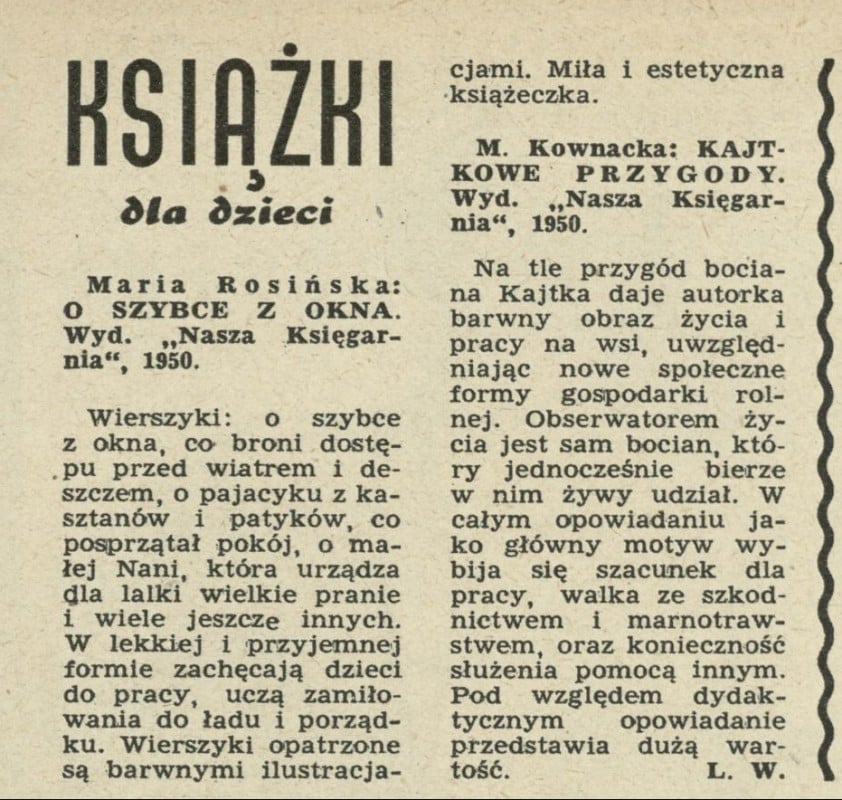 KSIĄŻKI
dla dzieci
Maria Rosińska:
O SZYBCE Z OKNA.
Wyd. „Nasza Księgar-
nia“, 1950.
Wierszyki: o szybce
z okna, co broni dostę-
pu przed wiatrem i de-
szczem, o pajacyku z ka-
sztanów i patyków, co
posprzątał pokój, o ma-
łej Nani, która urządza
dla lalki wielkie pranie
i wiele jeszcze innych.
W lekkiej i przyjemnej
formie zachęcają dzieci
do pracy, uczą zamiło-
wania do ładu i porząd-
ku. Wierszyki opatrzone
są barwnymi ilustracja-
cjami. Miła i estetyczna
książeczka.
M. Kownacka: KAJT-
KOWE PRZYGODY.
Wyd. „Nasza Księgar-
nia“, 1950.
Na tle przygód bocia-
na Kajtka daje autorka
barwny obraz życia i
pracy na wsi, uwzględ-
niając nowe społeczne
formy gospodarki rol-
nej. Obserwatorem ży-
cia jest sam bocian, któ-
ry jednocześnie bierze
w nim żywy udział. W
całym opowiadaniu ja-
ko główny motyw wy-
bija się szacunek dla
pracy, walka ze szkod-
nictwem i marnotraw-
stwem, oraz konieczność
służenia pomocą innym.
Pod względem dydak-
tycznym opowiadanie
przedstawia dużą war-
tość. L. W.